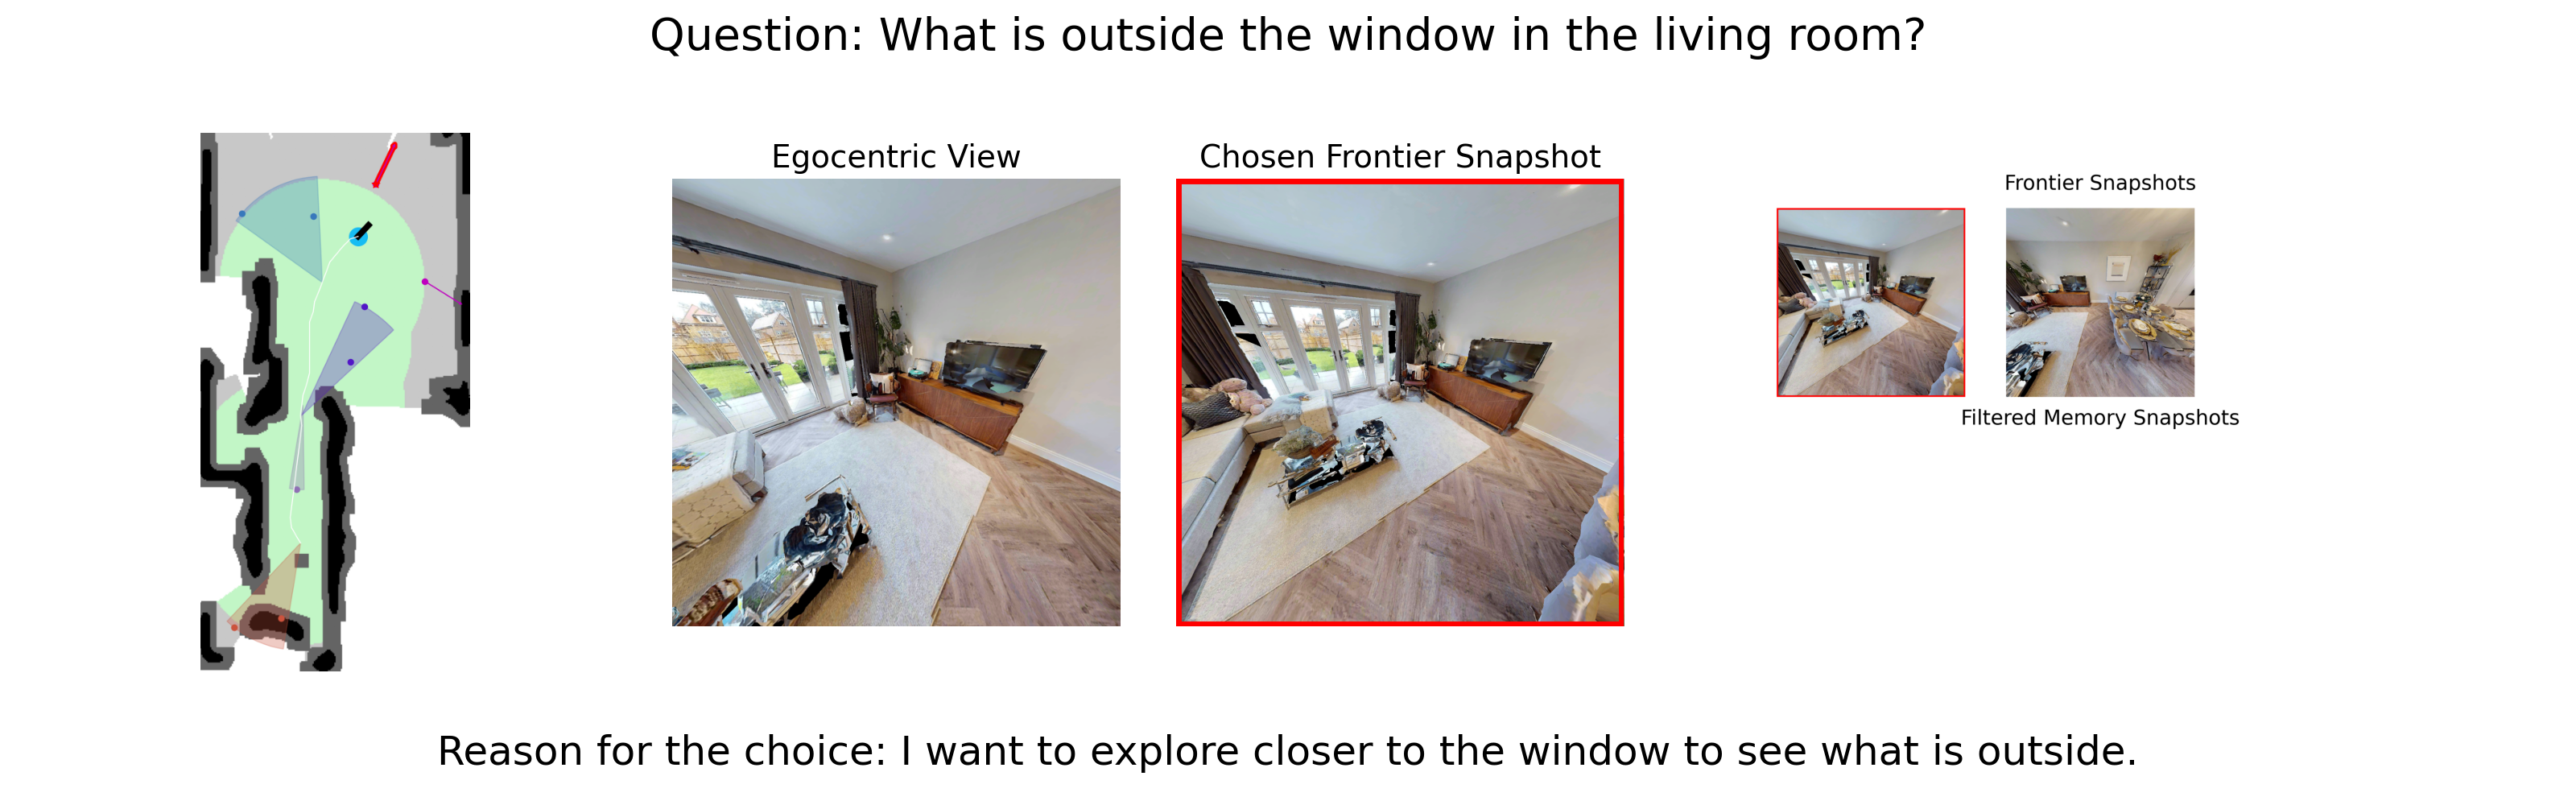 Question: What is outside the window in the living room?
Egocentric View
Chosen Frontier Snapshot
Frontier Snapshots
Filtered Memory Snapshots
Reason for the choice: I want to explore closer to the window to see what is outside.